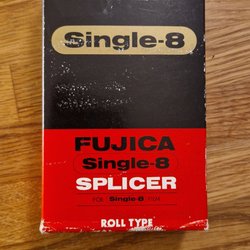 Single-8
FUJICA
Single-8
SPLICER
FOR Single-8 FILM
ROLL TYPE